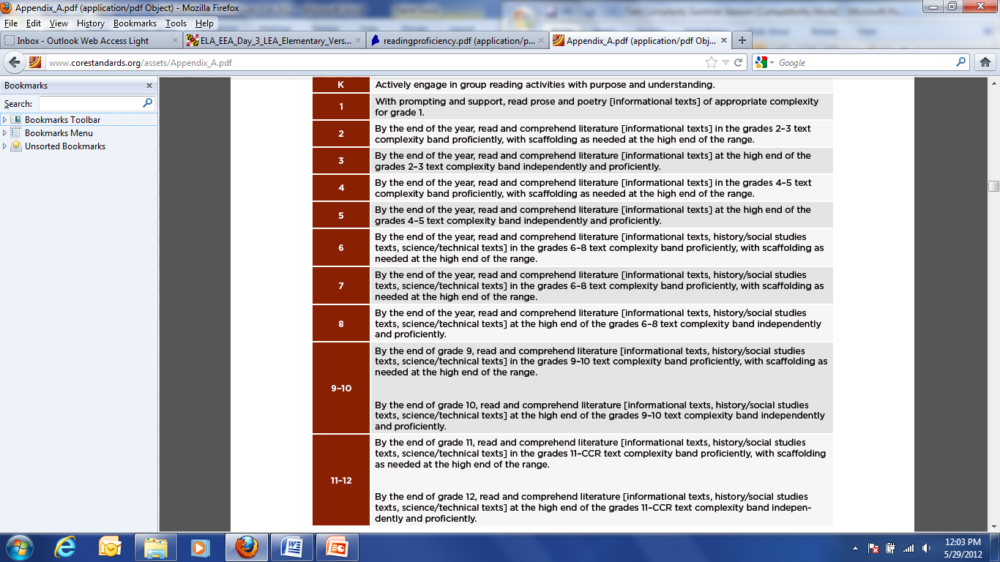 Appendix_A.pdf (application/pdf Object) - Mozilla Firefox
File Edit View History Bookmarks Tools Help
Inbox - Outlook Web Access Light
ELA_EEA_Day_3_LEA_Elementary_Vers...
readingproficiency.pdf (application/p...
Appendix_A.pdf (application/pdf Obj...
www.corestandards.org/assets/Appendix_A.pdf
Google
Bookmarks
Search:
Bookmarks Toolbar
Bookmarks Menu
Unsorted Bookmarks
K
Actively engage in group reading activities with purpose and understanding.
1
With prompting and support, read prose and poetry [informational texts] of appropriate complexity
for grade 1.
2
By the end of the year, read and comprehend literature [informational texts] in the grades 2–3 text
complexity band proficiently, with scaffolding as needed at the high end of the range.
3
By the end of the year, read and comprehend literature [informational texts] at the high end of the
grades 2–3 text complexity band independently and proficiently.
4
By the end of the year, read and comprehend literature [informational texts] in the grades 4–5 text
complexity band proficiently, with scaffolding as needed at the high end of the range.
5
By the end of the year, read and comprehend literature [informational texts] at the high end of the
grades 4–5 text complexity band independently and proficiently.
6
By the end of the year, read and comprehend literature [informational texts, history/social studies
texts, science/technical texts] in the grades 6–8 text complexity band proficiently, with scaffolding as
needed at the high end of the range.
7
By the end of the year, read and comprehend literature [informational texts, history/social studies
texts, science/technical texts] in the grades 6–8 text complexity band proficiently, with scaffolding as
needed at the high end of the range.
8
By the end of the year, read and comprehend literature [informational texts, history/social studies
texts, science/technical texts] at the high end of the grades 6–8 text complexity band independently
and proficiently.
9–10
By the end of grade 9, read and comprehend literature [informational texts, history/social studies
texts, science/technical texts] in the grades 9–10 text complexity band proficiently, with scaffolding as
needed at the high end of the range.
By the end of grade 10, read and comprehend literature [informational texts, history/social studies
texts, science/technical texts] at the high end of the grades 9–10 text complexity band independently
and proficiently.
11–12
By the end of grade 11, read and comprehend literature [informational texts, history/social studies
texts, science/technical texts] in the grades 11–CCR text complexity band proficiently, with scaffolding
as needed at the high end of the range.
By the end of grade 12, read and comprehend literature [informational texts, history/social studies
texts, science/technical texts] at the high end of the grades 11–CCR text complexity band indepen-
dently and proficiently.
12:03 PM
5/29/2012